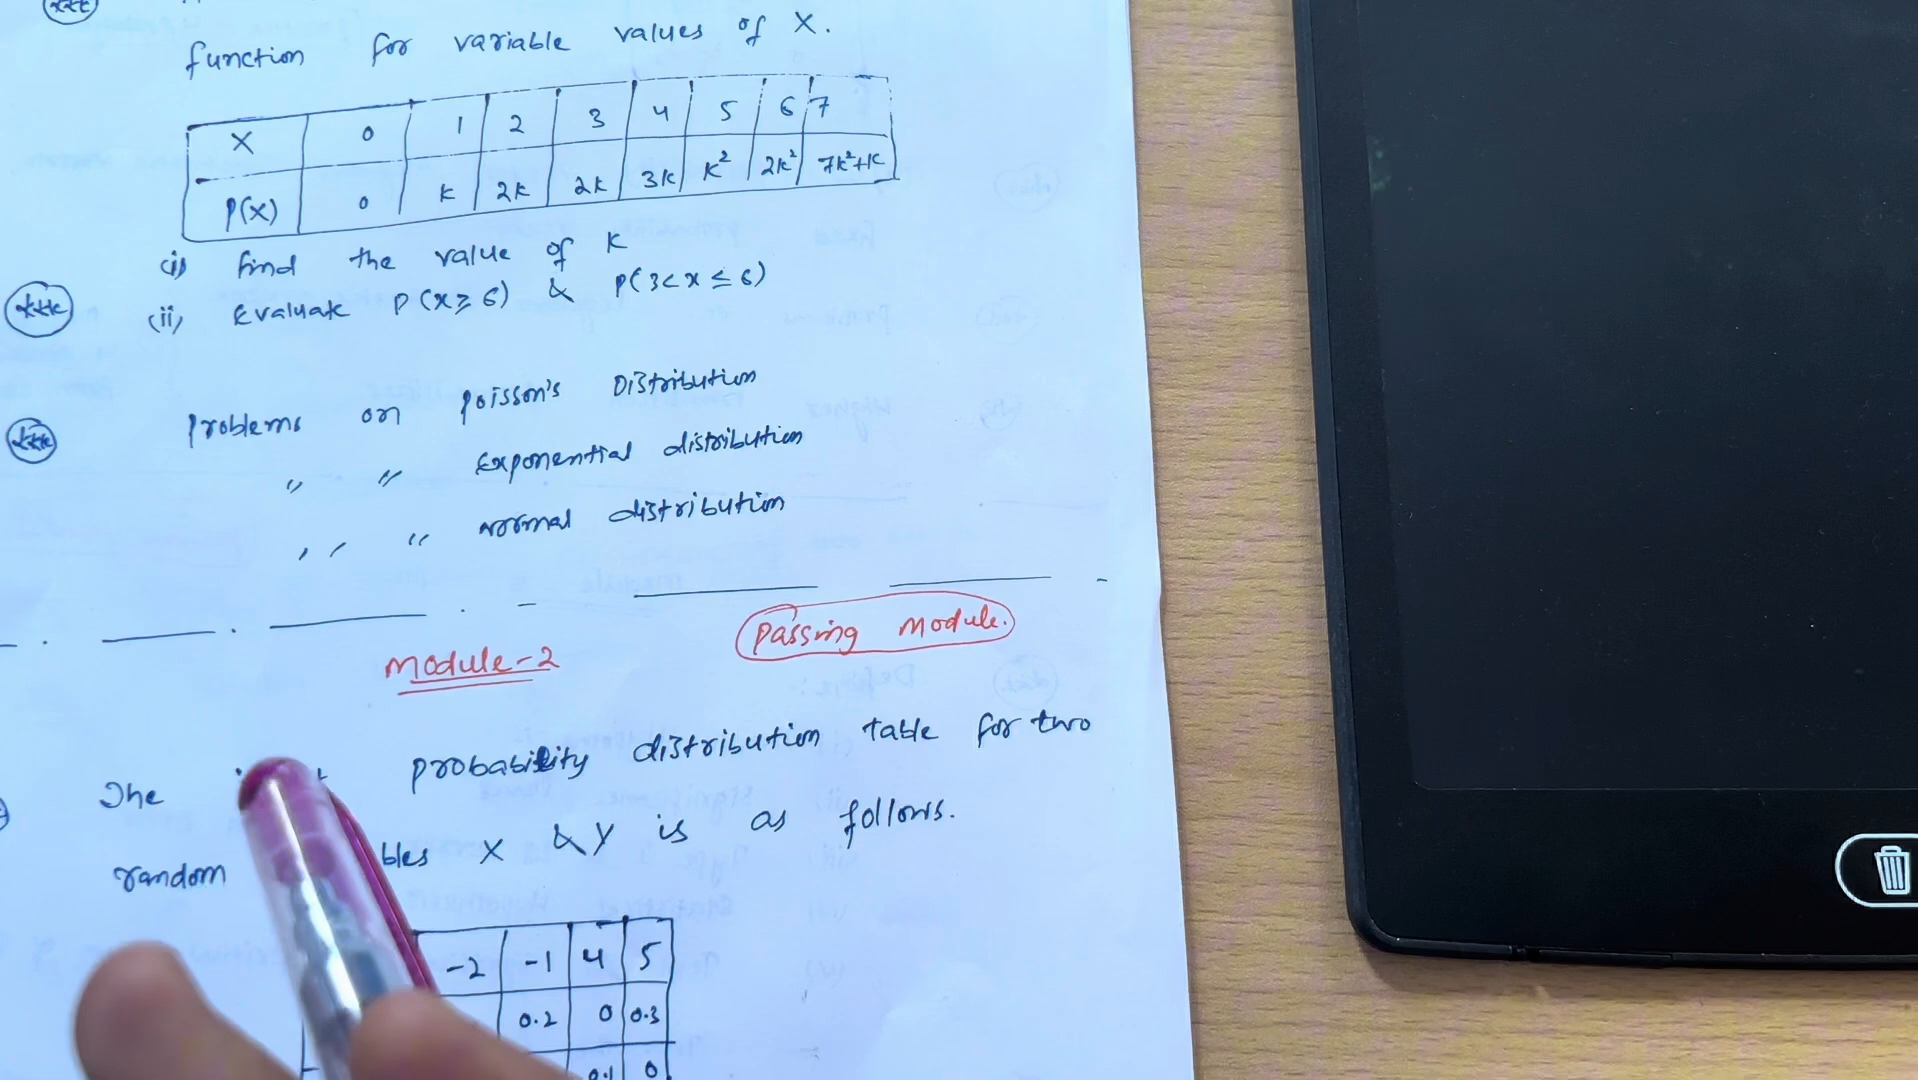 function for variable values of X.
X 0 1 2 3 4 5 6 7
P(X) 0 K 2K 2K 3K K² 2K² 7K²+K
(i) find the value of K
(ii) Evaluate P(x ≥ 6) & P(3 < x ≤ 6)
Problems on Poisson's Distribution
" " Exponential distribution
" " Normal distribution
Module-2 Passing Module.
The probability distribution table for two
random bles X & Y is as follows.
-2 -1 4 5
0.2 0 0.3
0.1 0